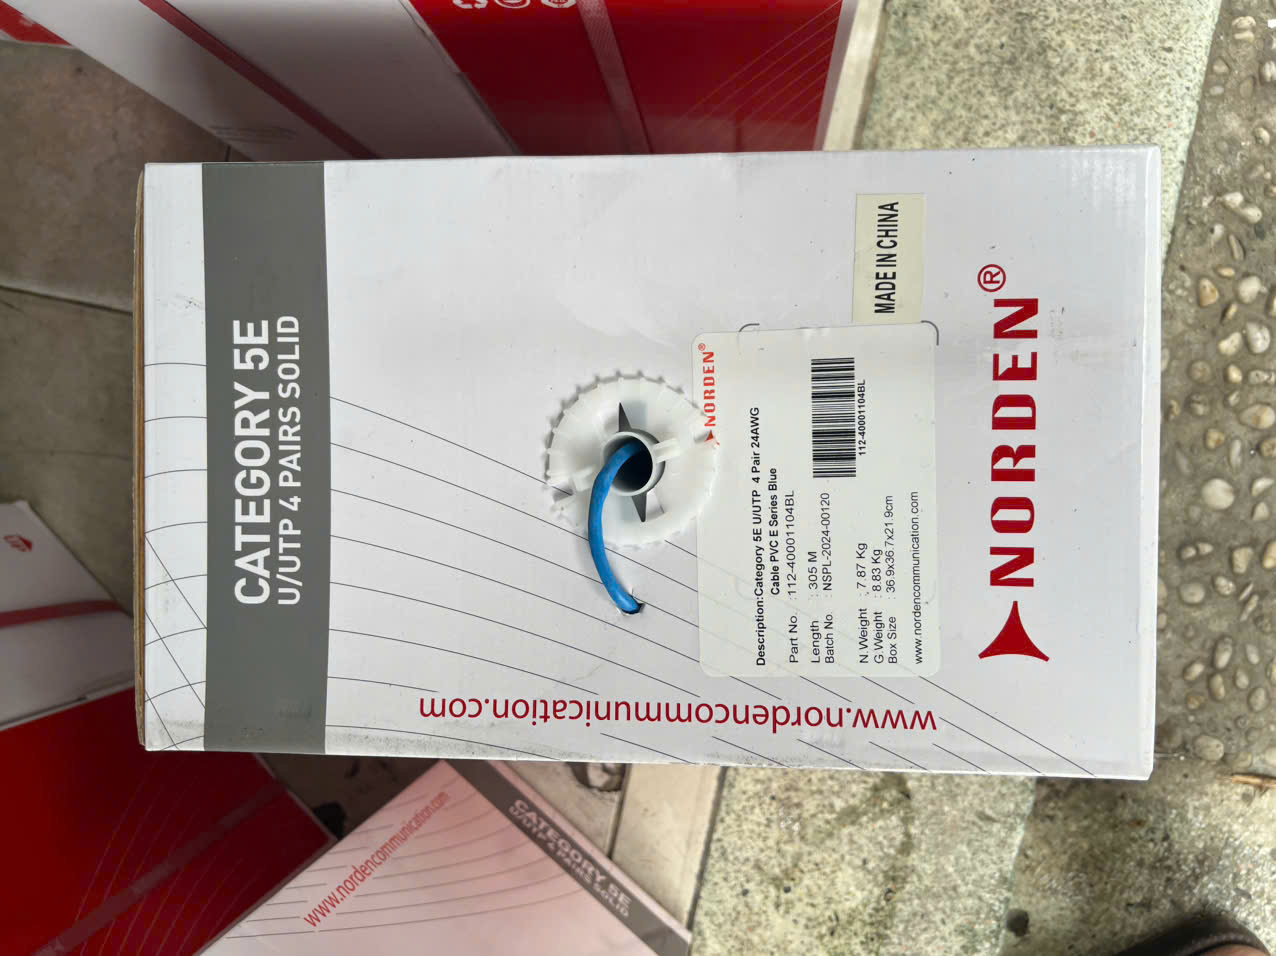 CATEGORY 5E
U/UTP 4 PAIRS SOLID
NORDEN®
Description:Category 5E U/UTP 4 Pair 24AWG
Cable PVC E Series Blue
Part No. :112-40001104BL
Length : 305 M
Batch No. : NSPL-2024-00120
112-40001104BL
N.Weight : 7.87 Kg
G.Weight : 8.83 Kg
Box Size : 36.9x36.7x21.9cm
www.nordencommunication.com
MADE IN CHINA
NORDEN®
www.nordencommunication.com
www.nordencommunication.com
CATEGORY 5E
U/UTP 4 PAIRS SOLID